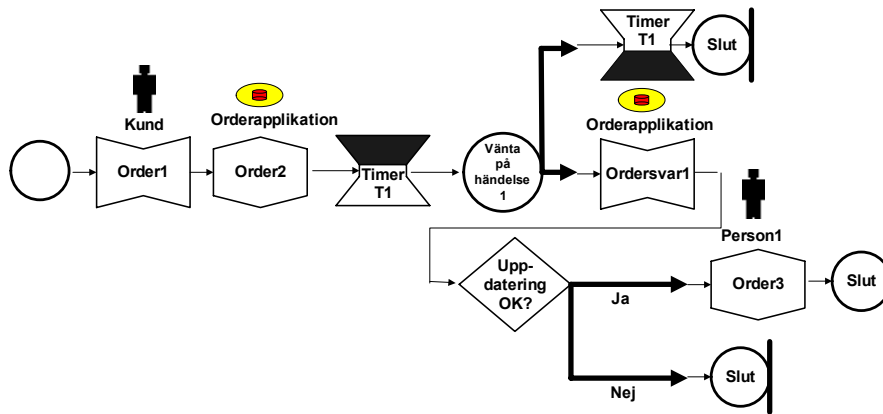 Timer
T1
Slut
Kund
Orderapplikation
Orderapplikation
Order1
Order2
Timer
T1
Vänta
på
händelse
1
Ordersvar1
Person1
Upp-
datering
OK?
Ja
Order3
Slut
Nej
Slut